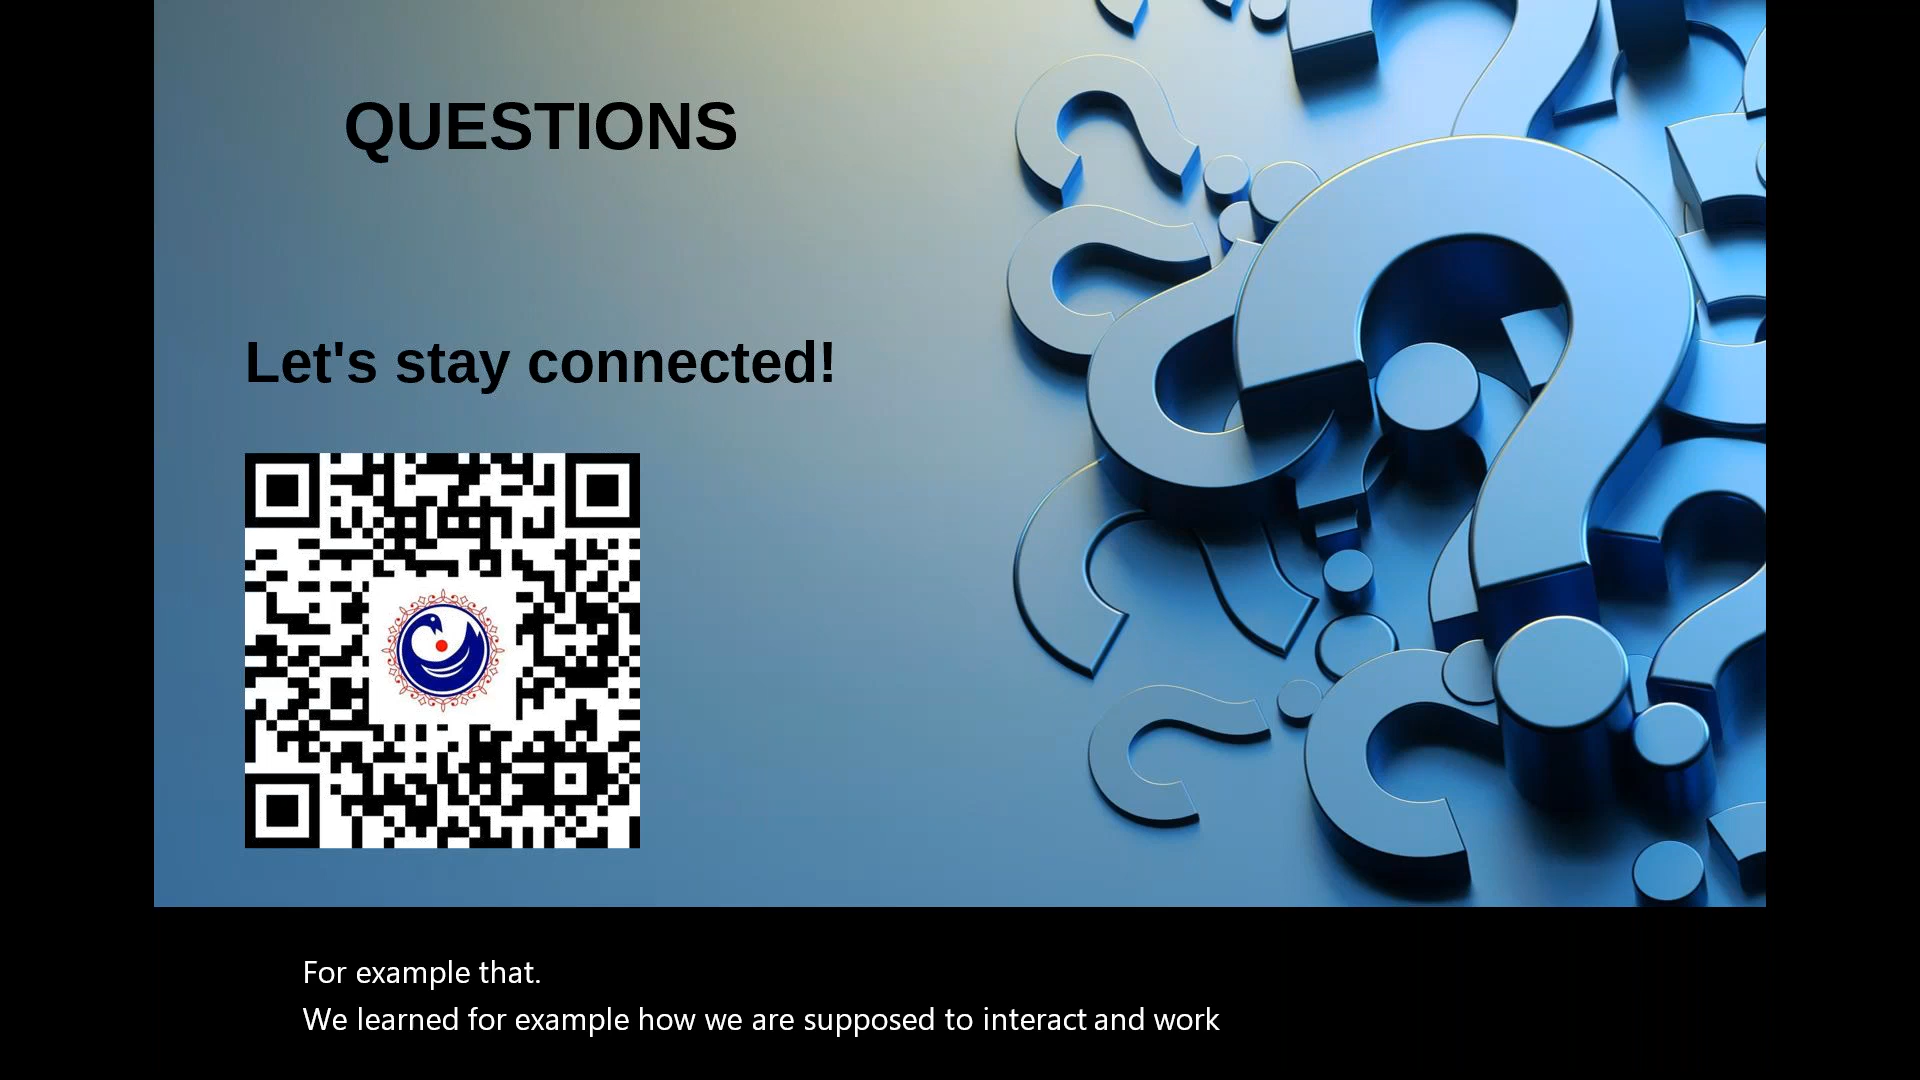 QUESTIONS
Let's stay connected!
For example that.
We learned for example how we are supposed to interact and work